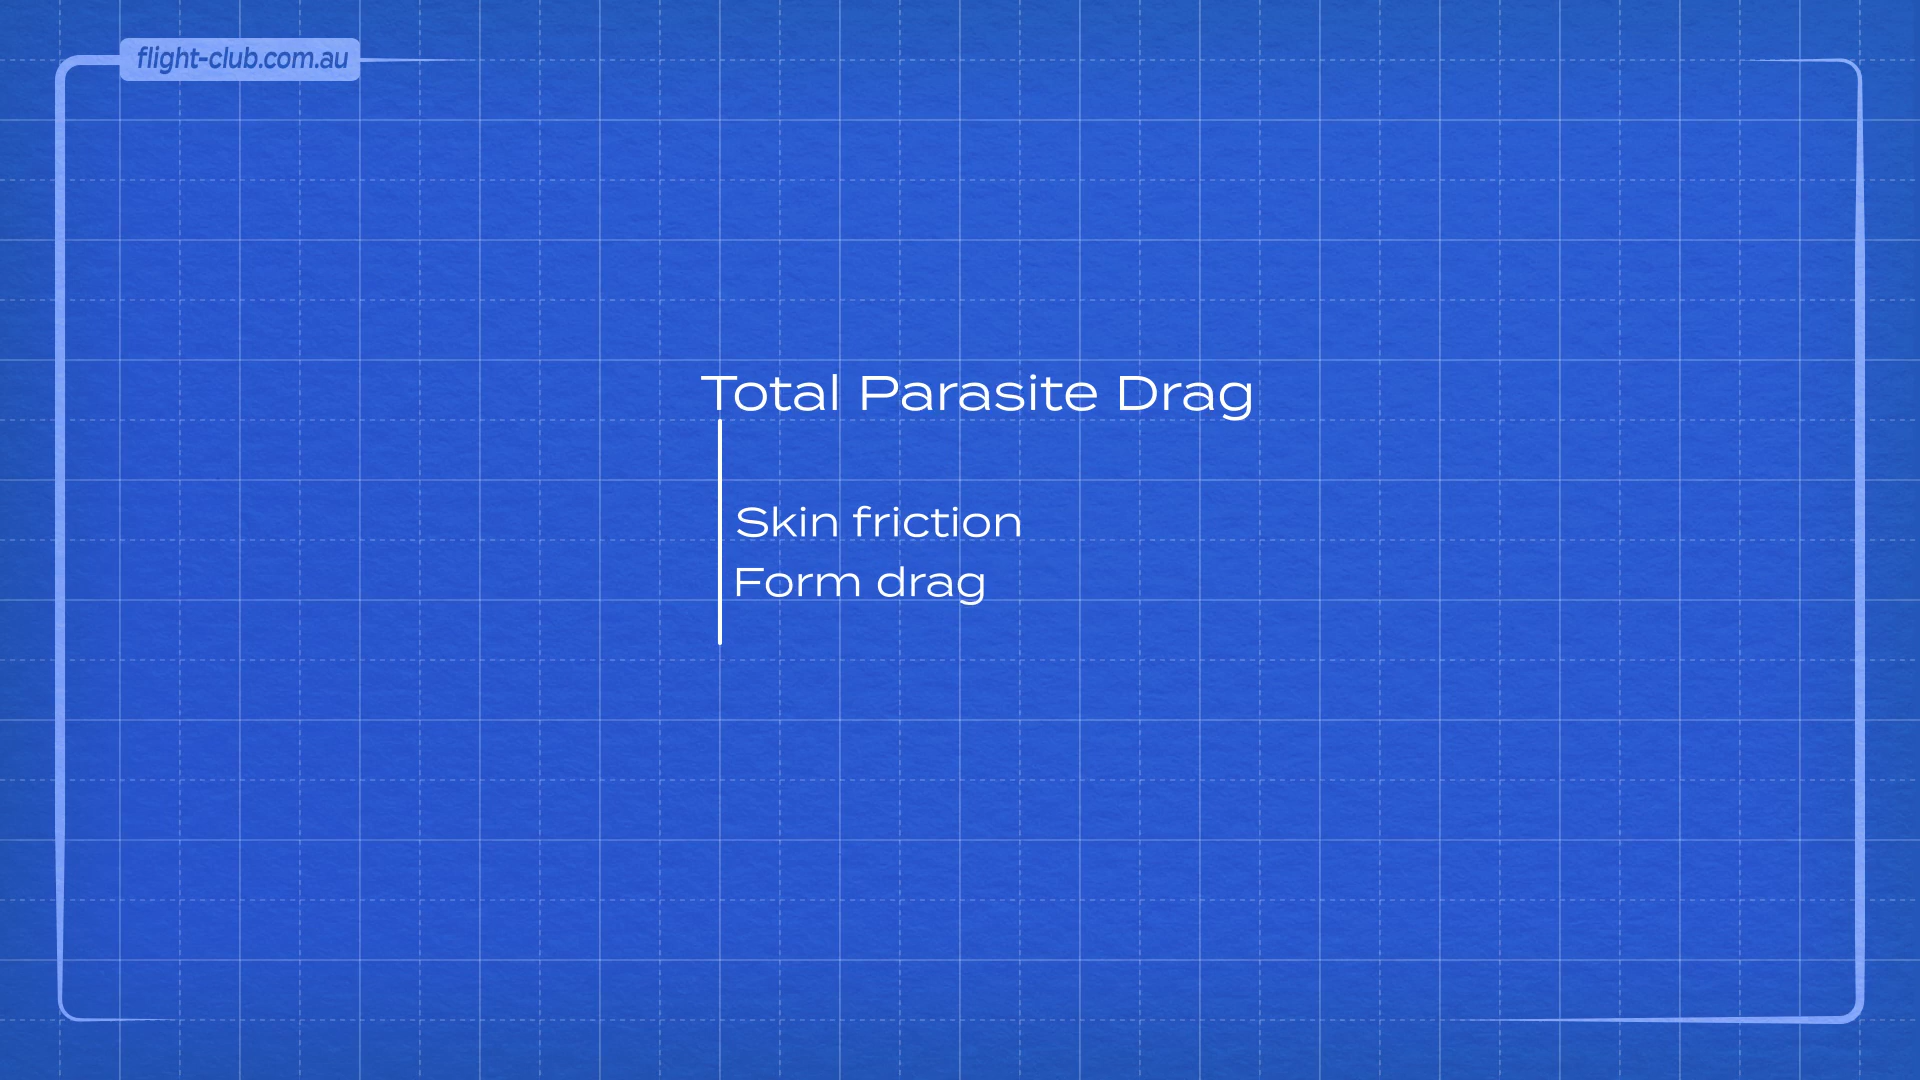 flight-club.com.au
Total Parasite Drag
Skin friction
Form drag